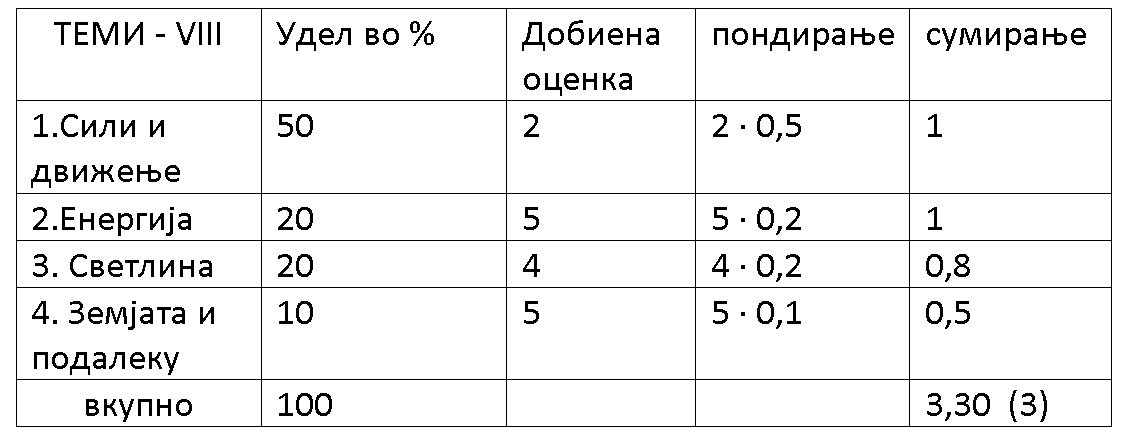 ТЕМИ - VIII Удел во % Добиена оценка пондирање сумирање
1.Сили и движење 50 2 2 · 0,5 1
2.Енергија 20 5 5 · 0,2 1
3. Светлина 20 4 4 · 0,2 0,8
4. Земјата и подалеку 10 5 5 · 0,1 0,5
вкупно 100 3,30 (3)